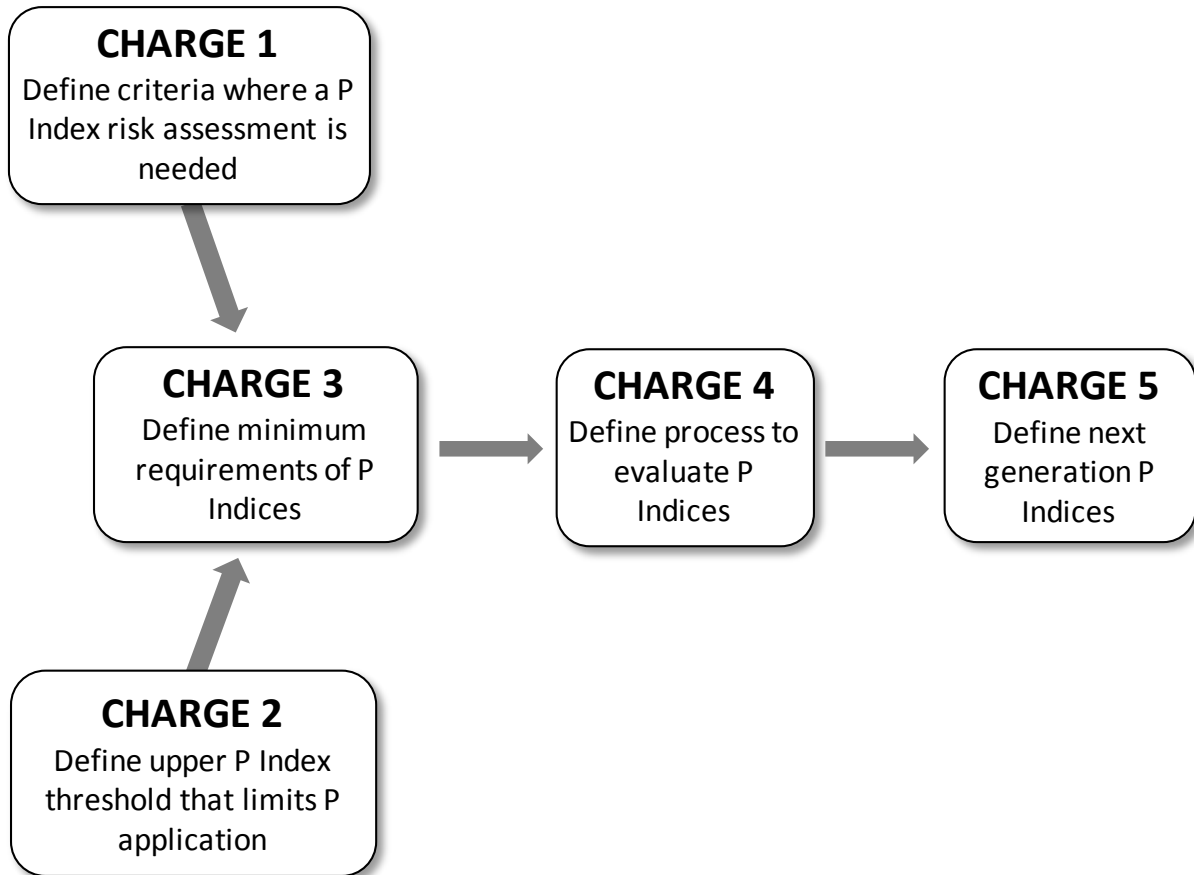 CHARGE 1
Define criteria where a P
Index risk assessment is
needed
CHARGE 3
Define minimum
requirements of P
Indices
CHARGE 4
Define process to
evaluate P
Indices
CHARGE 5
Define next
generation P
Indices
CHARGE 2
Define upper P Index
threshold that limits P
application